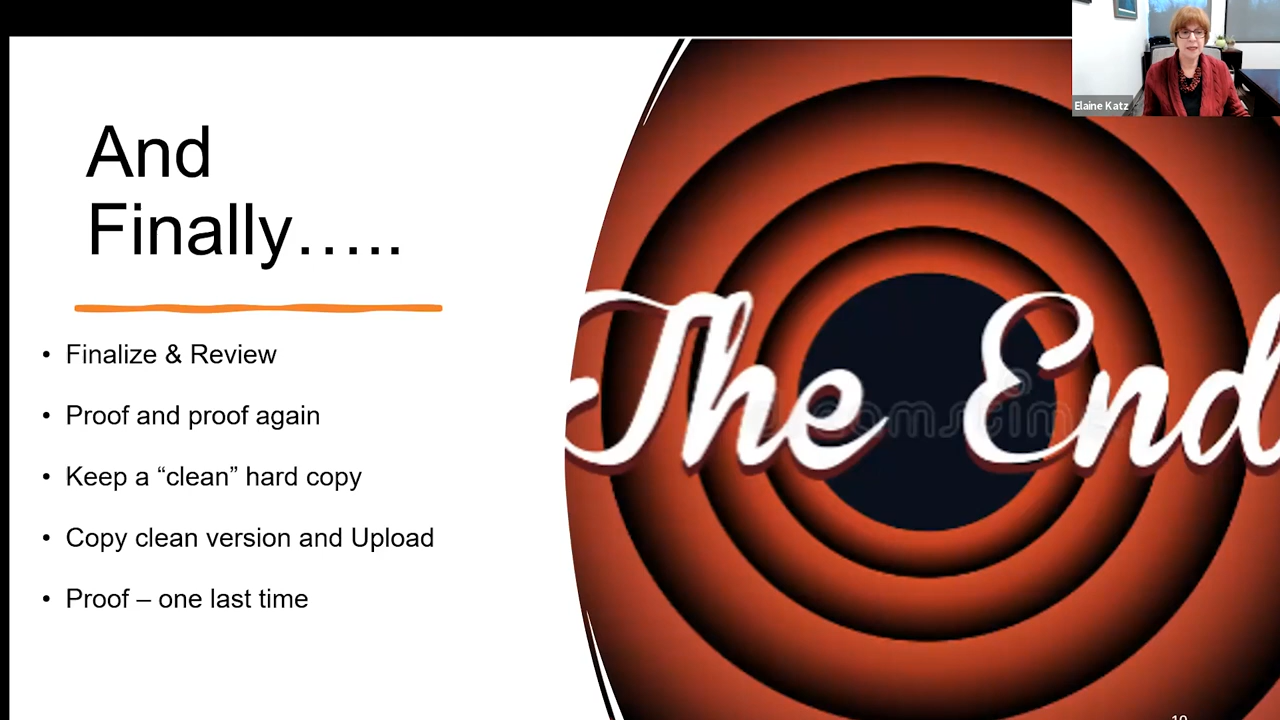 Elaine Katz
And
Finally…..
• Finalize & Review
• Proof and proof again
• Keep a “clean” hard copy
• Copy clean version and Upload
• Proof – one last time
The End